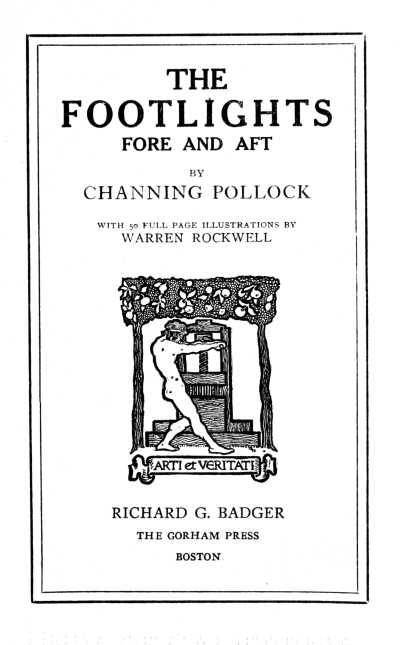 THE
FOOTLIGHTS
FORE AND AFT
BY
CHANNING POLLOCK
WITH 50 FULL PAGE ILLUSTRATIONS BY
WARREN ROCKWELL
ARTI et VERITATI
RICHARD G. BADGER
THE GORHAM PRESS
BOSTON